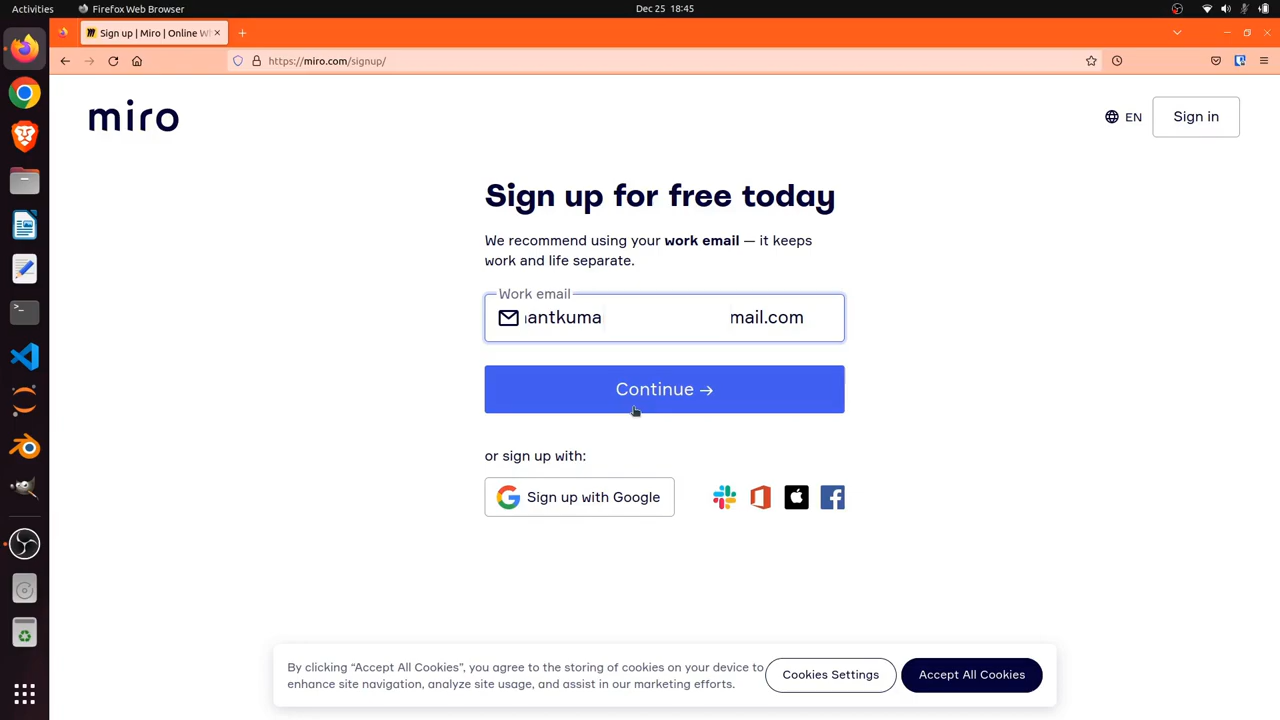 Activities
Firefox Web Browser
Dec 25 18:45
Sign up | Miro | Online
https://miro.com/signup/
miro
EN
Sign in
Sign up for free today
We recommend using your work email — it keeps
work and life separate.
Work email
antkuma mail.com
Continue →
or sign up with:
Sign up with Google
By clicking “Accept All Cookies”, you agree to the storing of cookies on your device to
enhance site navigation, analyze site usage, and assist in our marketing efforts.
Cookies Settings
Accept All Cookies